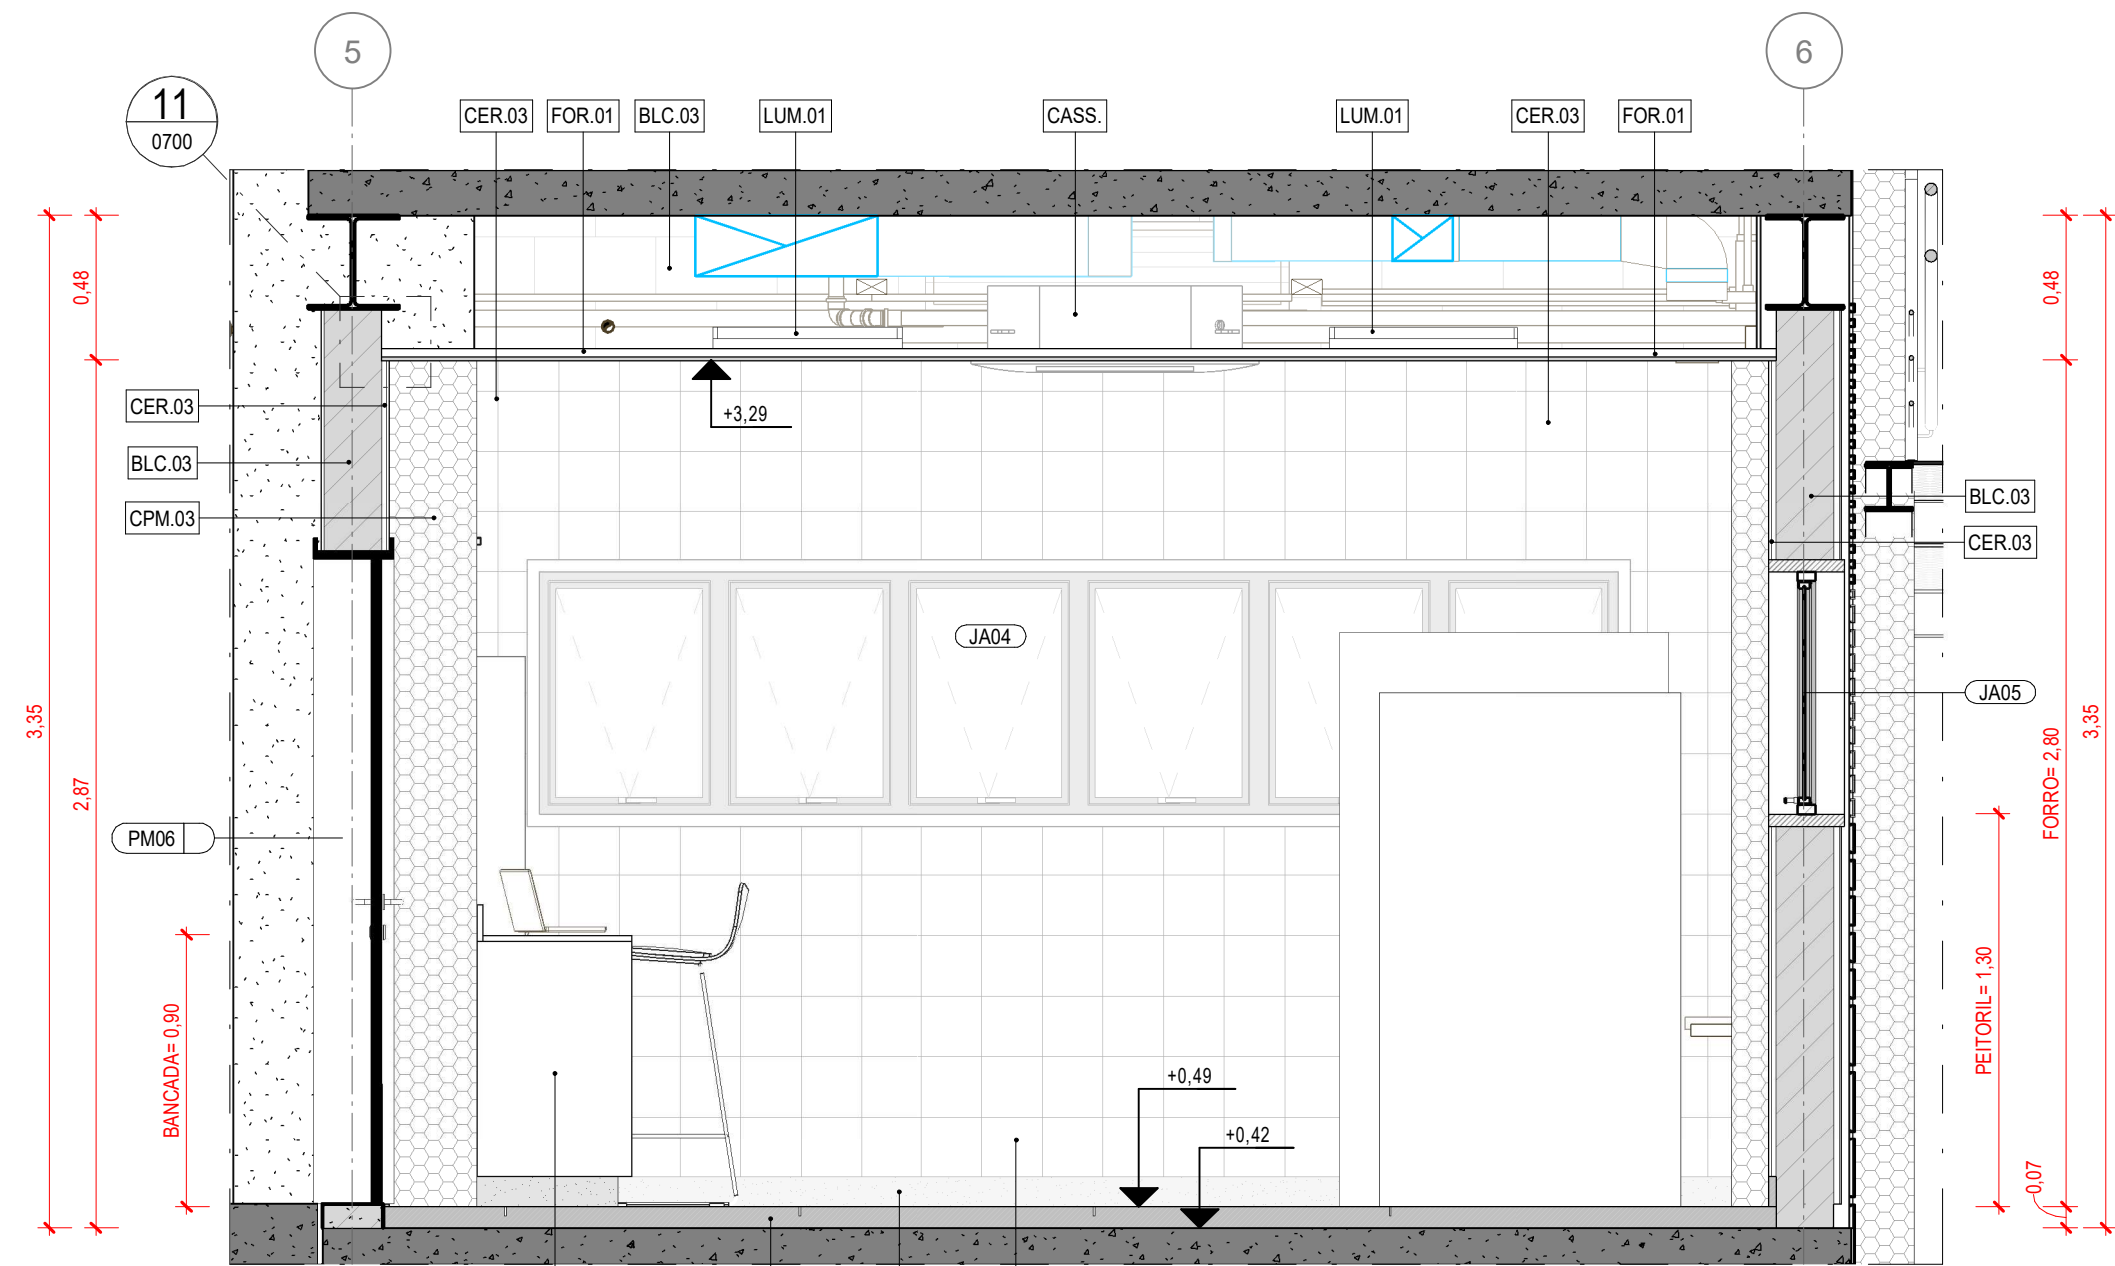 5
6
11
0700
CER.03
FOR.01
BLC.03
LUM.01
CASS.
LUM.01
CER.03
FOR.01
0,48
0,48
CER.03
+3,29
BLC.03
BLC.03
CPM.03
CER.03
JA04
JA05
3,35
3,35
2,87
FORRO= 2,80
PM06
PEITORIL= 1,30
BANCADA= 0,90
+0,49
+0,42
0,07